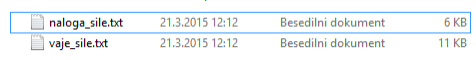 naloga_sile.txt 21.3.2015 12:12 Besedilni dokument 6 KB
vaje_sile.txt 21.3.2015 12:12 Besedilni dokument 11 KB